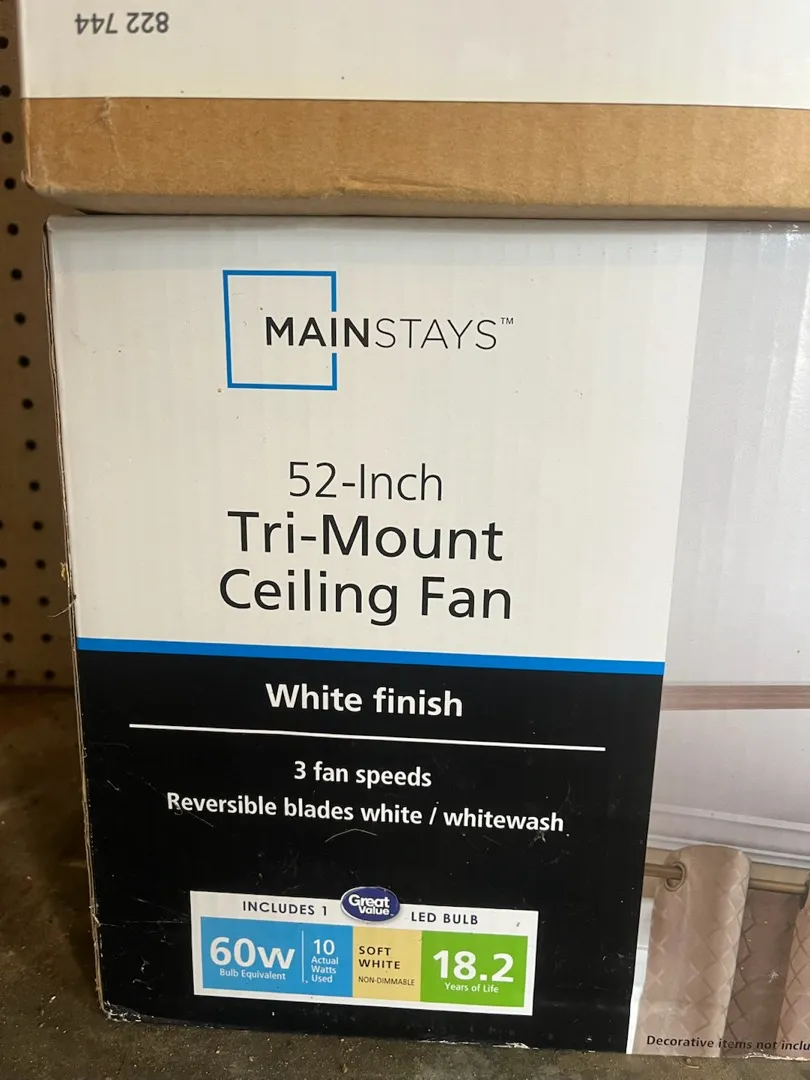 822 744
MAINSTAYS™
52-Inch
Tri-Mount
Ceiling Fan
White finish
3 fan speeds
Reversible blades white / whitewash
INCLUDES 1 Great Value™ LED BULB
60w
Bulb Equivalent
10
Actual
Watts
Used
SOFT
WHITE
NON-DIMMABLE
18.2
Years of Life
Decorative items not